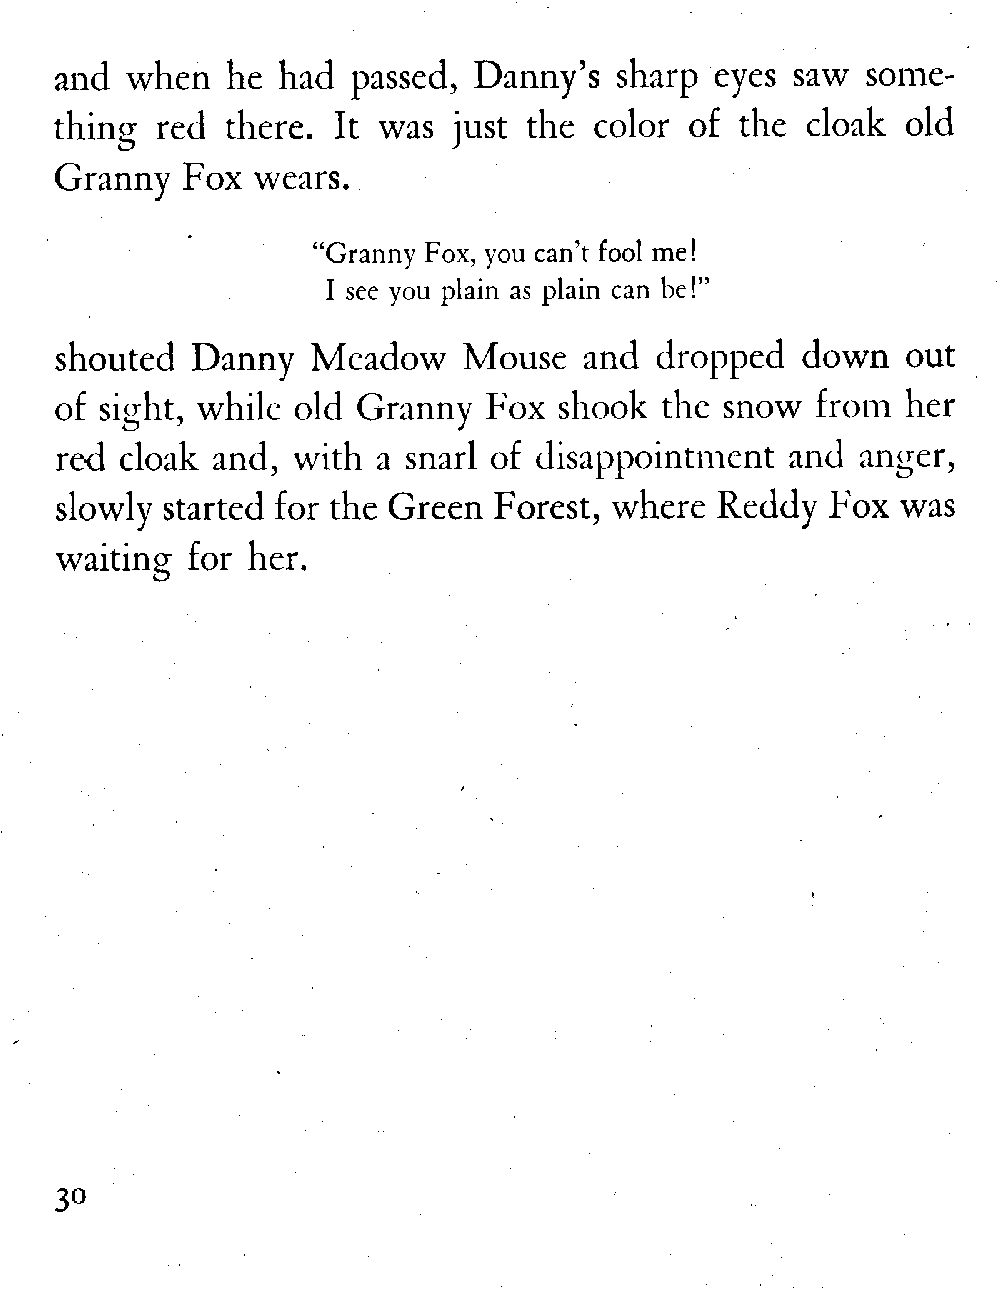 and when he had passed, Danny's sharp eyes saw some-
thing red there. It was just the color of the cloak old
Granny Fox wears.
“Granny Fox, you can't fool me!
I see you plain as plain can be!”
shouted Danny Meadow Mouse and dropped down out
of sight, while old Granny Fox shook the snow from her
red cloak and, with a snarl of disappointment and anger,
slowly started for the Green Forest, where Reddy Fox was
waiting for her.
30